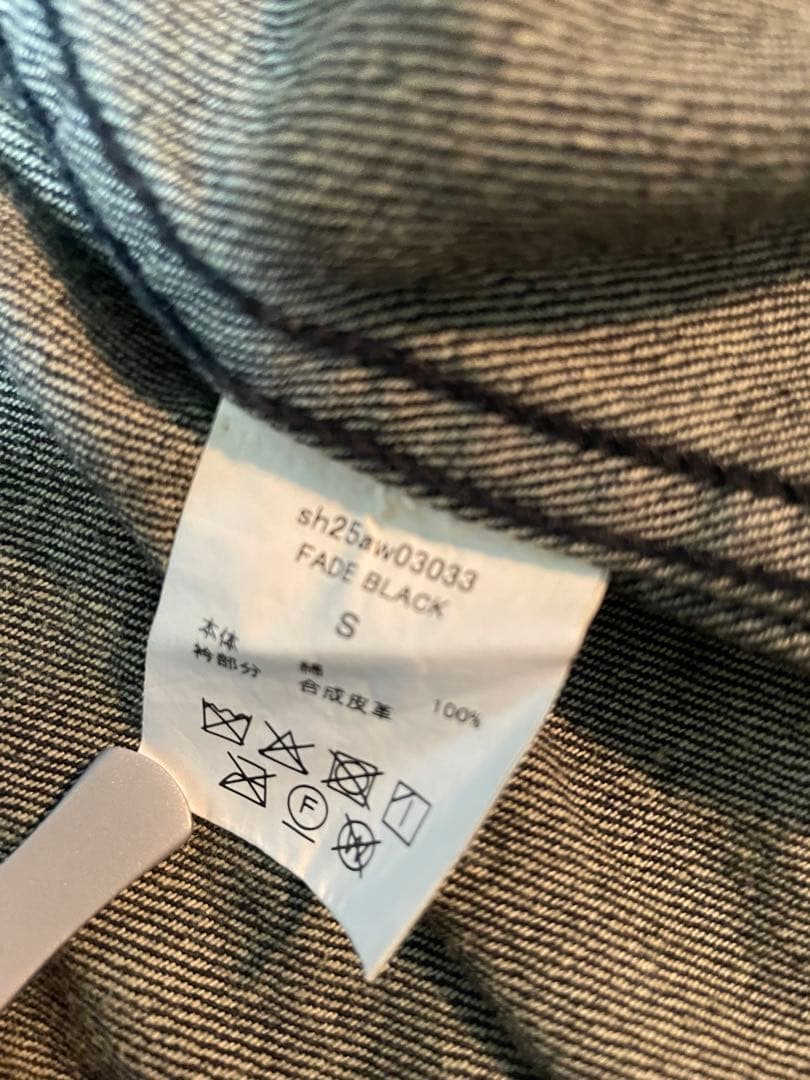 sh25aw03033
FADE BLACK
S
本体 綿 100%
衿部分 合成皮革
F
W